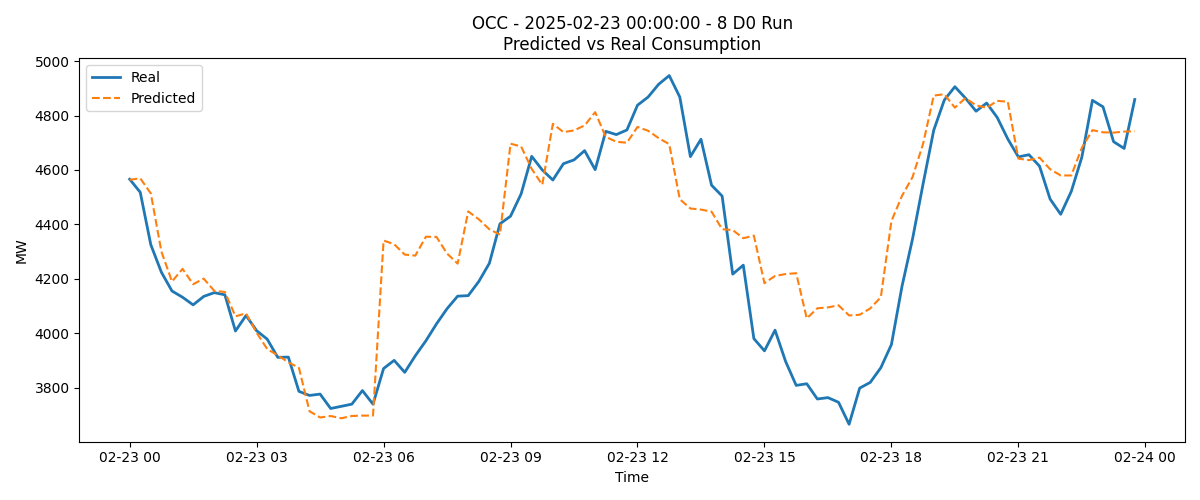 OCC - 2025-02-23 00:00:00 - 8 D0 Run
Predicted vs Real Consumption
Real
Predicted
MW
5000
4800
4600
4400
4200
4000
3800
02-23 00
02-23 03
02-23 06
02-23 09
02-23 12
02-23 15
02-23 18
02-23 21
02-24 00
Time